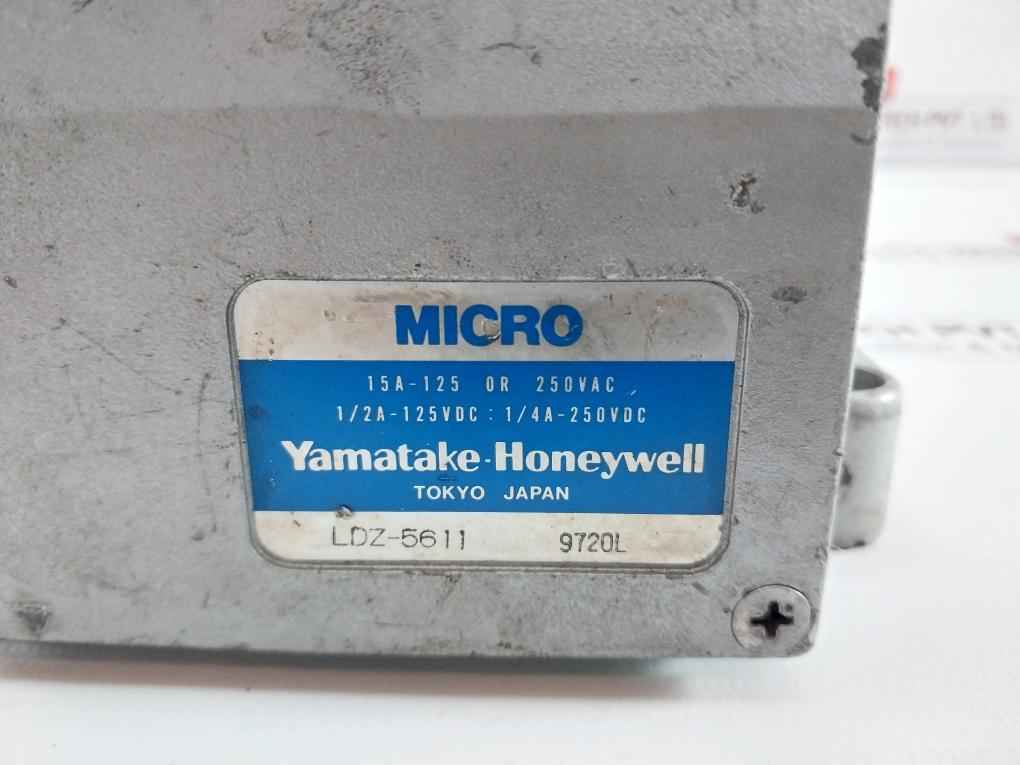 MICRO
15A-125 OR 250VAC
1/2A-125VDC : 1/4A-250VDC
Yamatake-Honeywell
TOKYO JAPAN
LDZ-5611 9720L